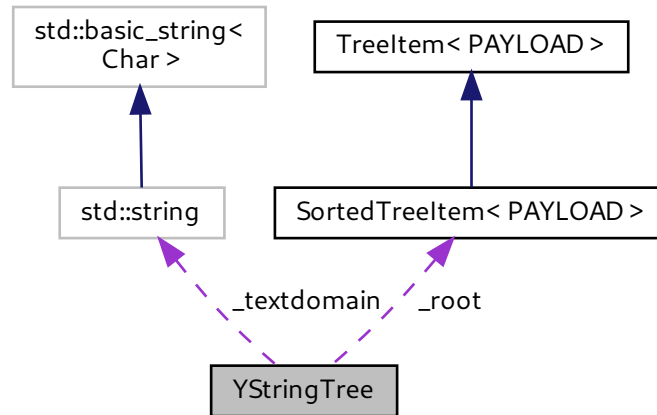 std::basic_string<
Char >
TreeItem< PAYLOAD >
std::string
SortedTreeItem< PAYLOAD >
_textdomain
_root
YStringTree